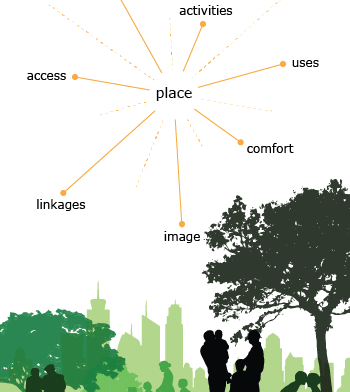 activities
uses
access
place
comfort
linkages
image